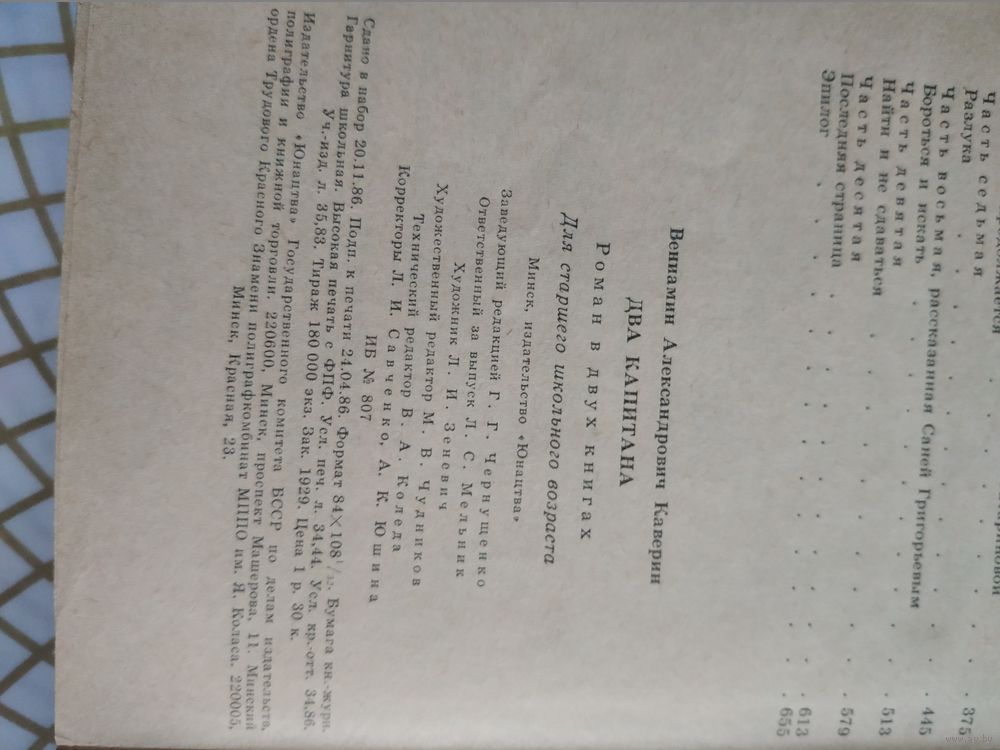 Часть седьмая
Разлука . . . . . . 375
Часть восьмая, рассказанная Саней Григорьевым
Бороться и искать . . . . . . 445
Часть девятая
Найти и не сдаваться . . . . . . 513
Часть десятая
Последняя страница . . . . . . 579
Эпилог . . . . . . 613
655
Вениамин Александрович Каверин
ДВА КАПИТАНА
Роман в двух книгах
Для старшего школьного возраста
Минск, издательство «Юнацтва»
Заведующий редакцией Г. Г. Чернущенко
Ответственный за выпуск Л. С. Мельник
Художник Л. И. Зеневич
Художественный редактор М. В. Чудников
Технический редактор В. А. Коледа
Корректоры Л. И. Савченко, А. К. Юшина
ИБ № 807
Сдано в набор 20.11.86. Подп. к печати 24.04.86. Формат 84×108¹/₃₂. Бумага кн.-журн.
Гарнитура школьная. Высокая печать с ФПФ. Усл. печ. л. 34,44. Усл. кр.-отт. 34,86.
Уч.-изд. л. 35,83. Тираж 180 000 экз. Зак. 1929. Цена 1 р. 30 к.
Издательство «Юнацтва» Государственного комитета БССР по делам издательств,
полиграфии и книжной торговли. 220600, Минск, проспект Машерова, 11. Минский
ордена Трудового Красного Знамени полиграфкомбинат МППО им. Я. Коласа. 220005,
Минск, Красная, 23.
www.ay.by